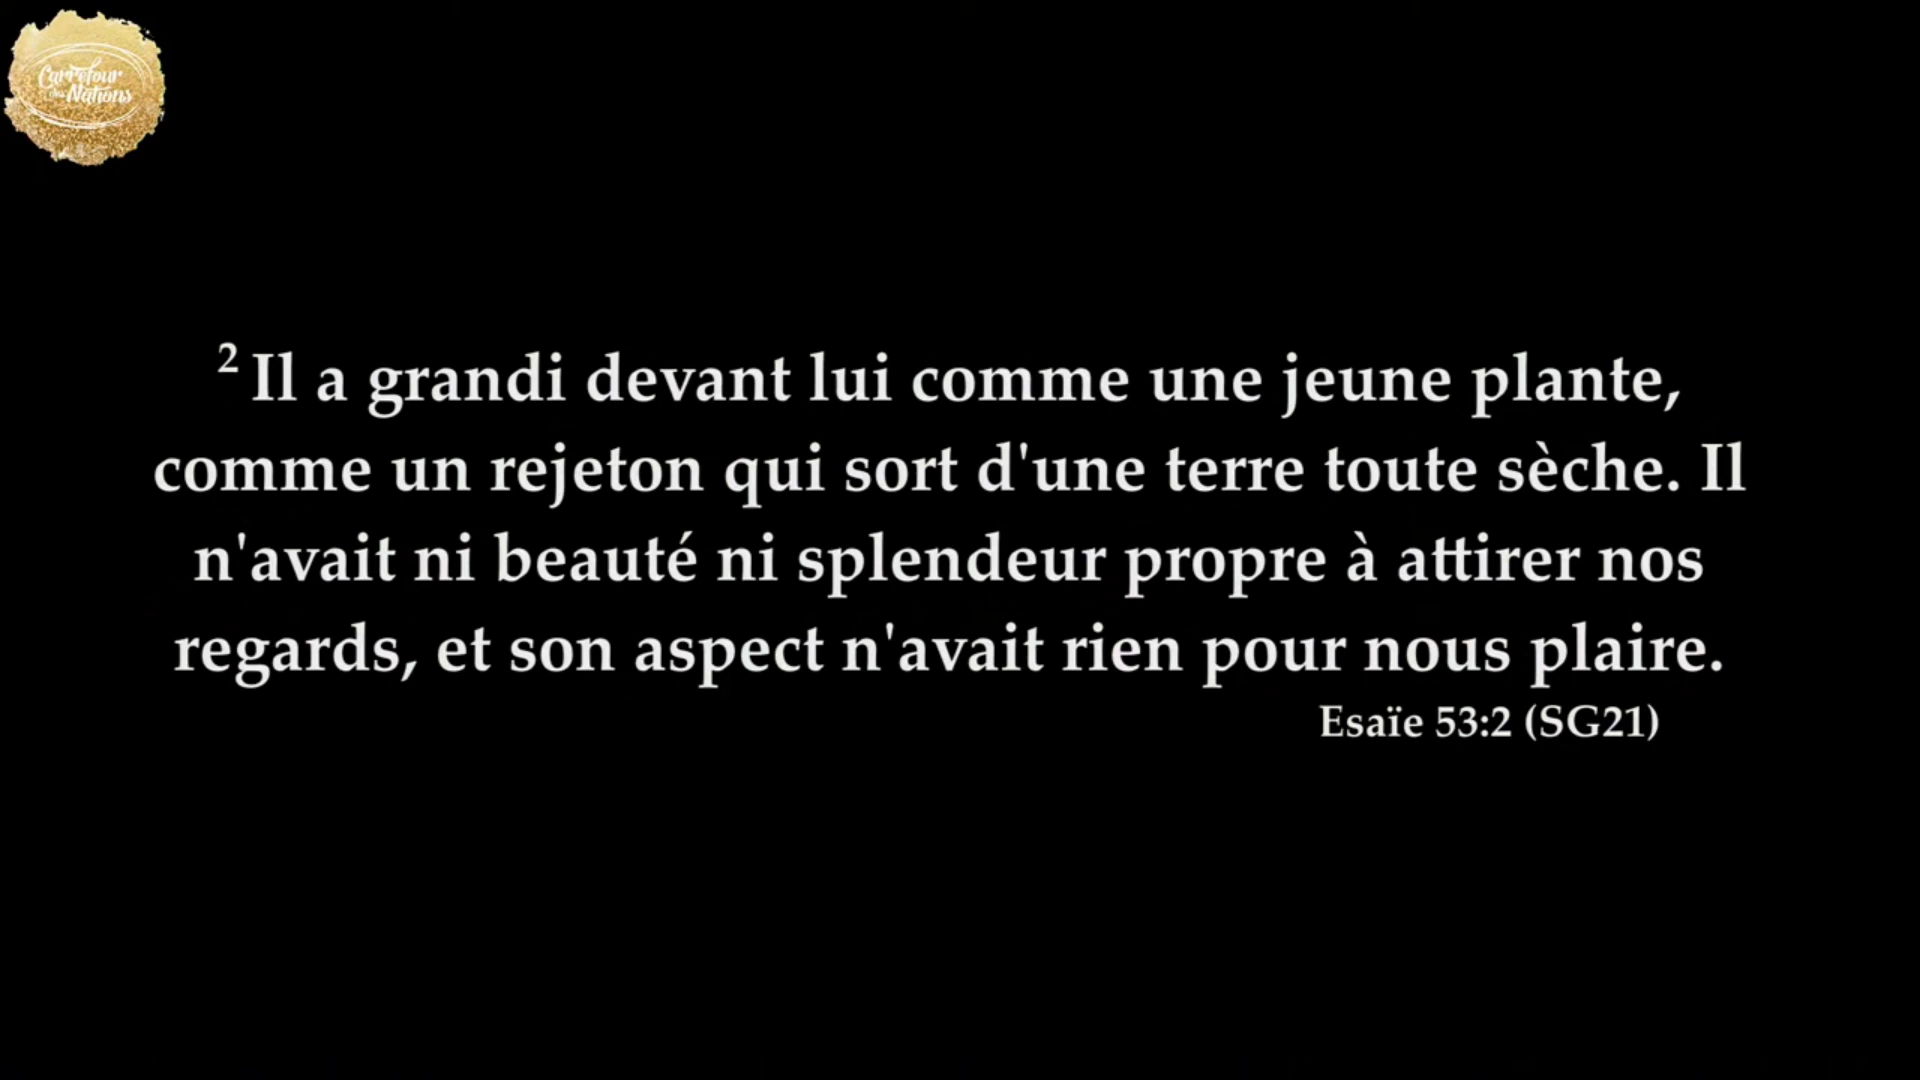 Carrefour
des Nations
² Il a grandi devant lui comme une jeune plante,
comme un rejeton qui sort d'une terre toute sèche. Il
n'avait ni beauté ni splendeur propre à attirer nos
regards, et son aspect n'avait rien pour nous plaire.
Esaïe 53:2 (SG21)